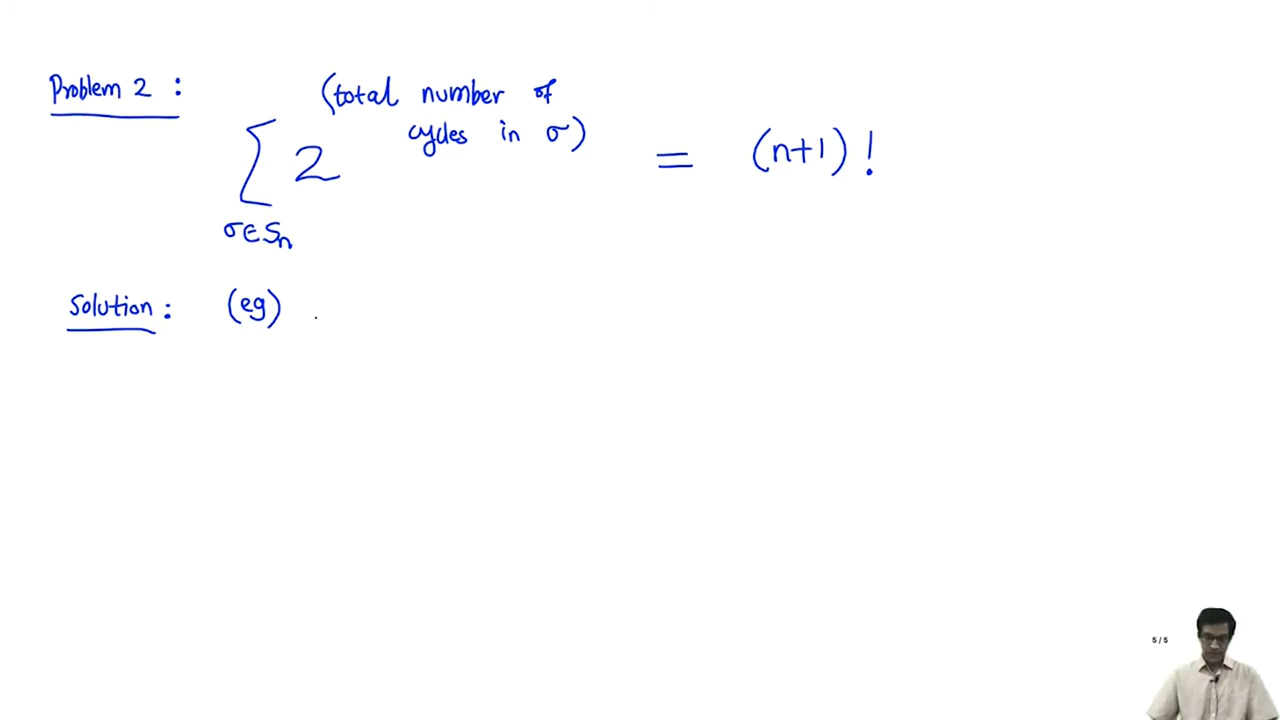 Problem 2 :
(total number of
cycles in σ)
∑ 2 = (n+1)!
σ∈Sn
Solution : (eg)
5 / 5